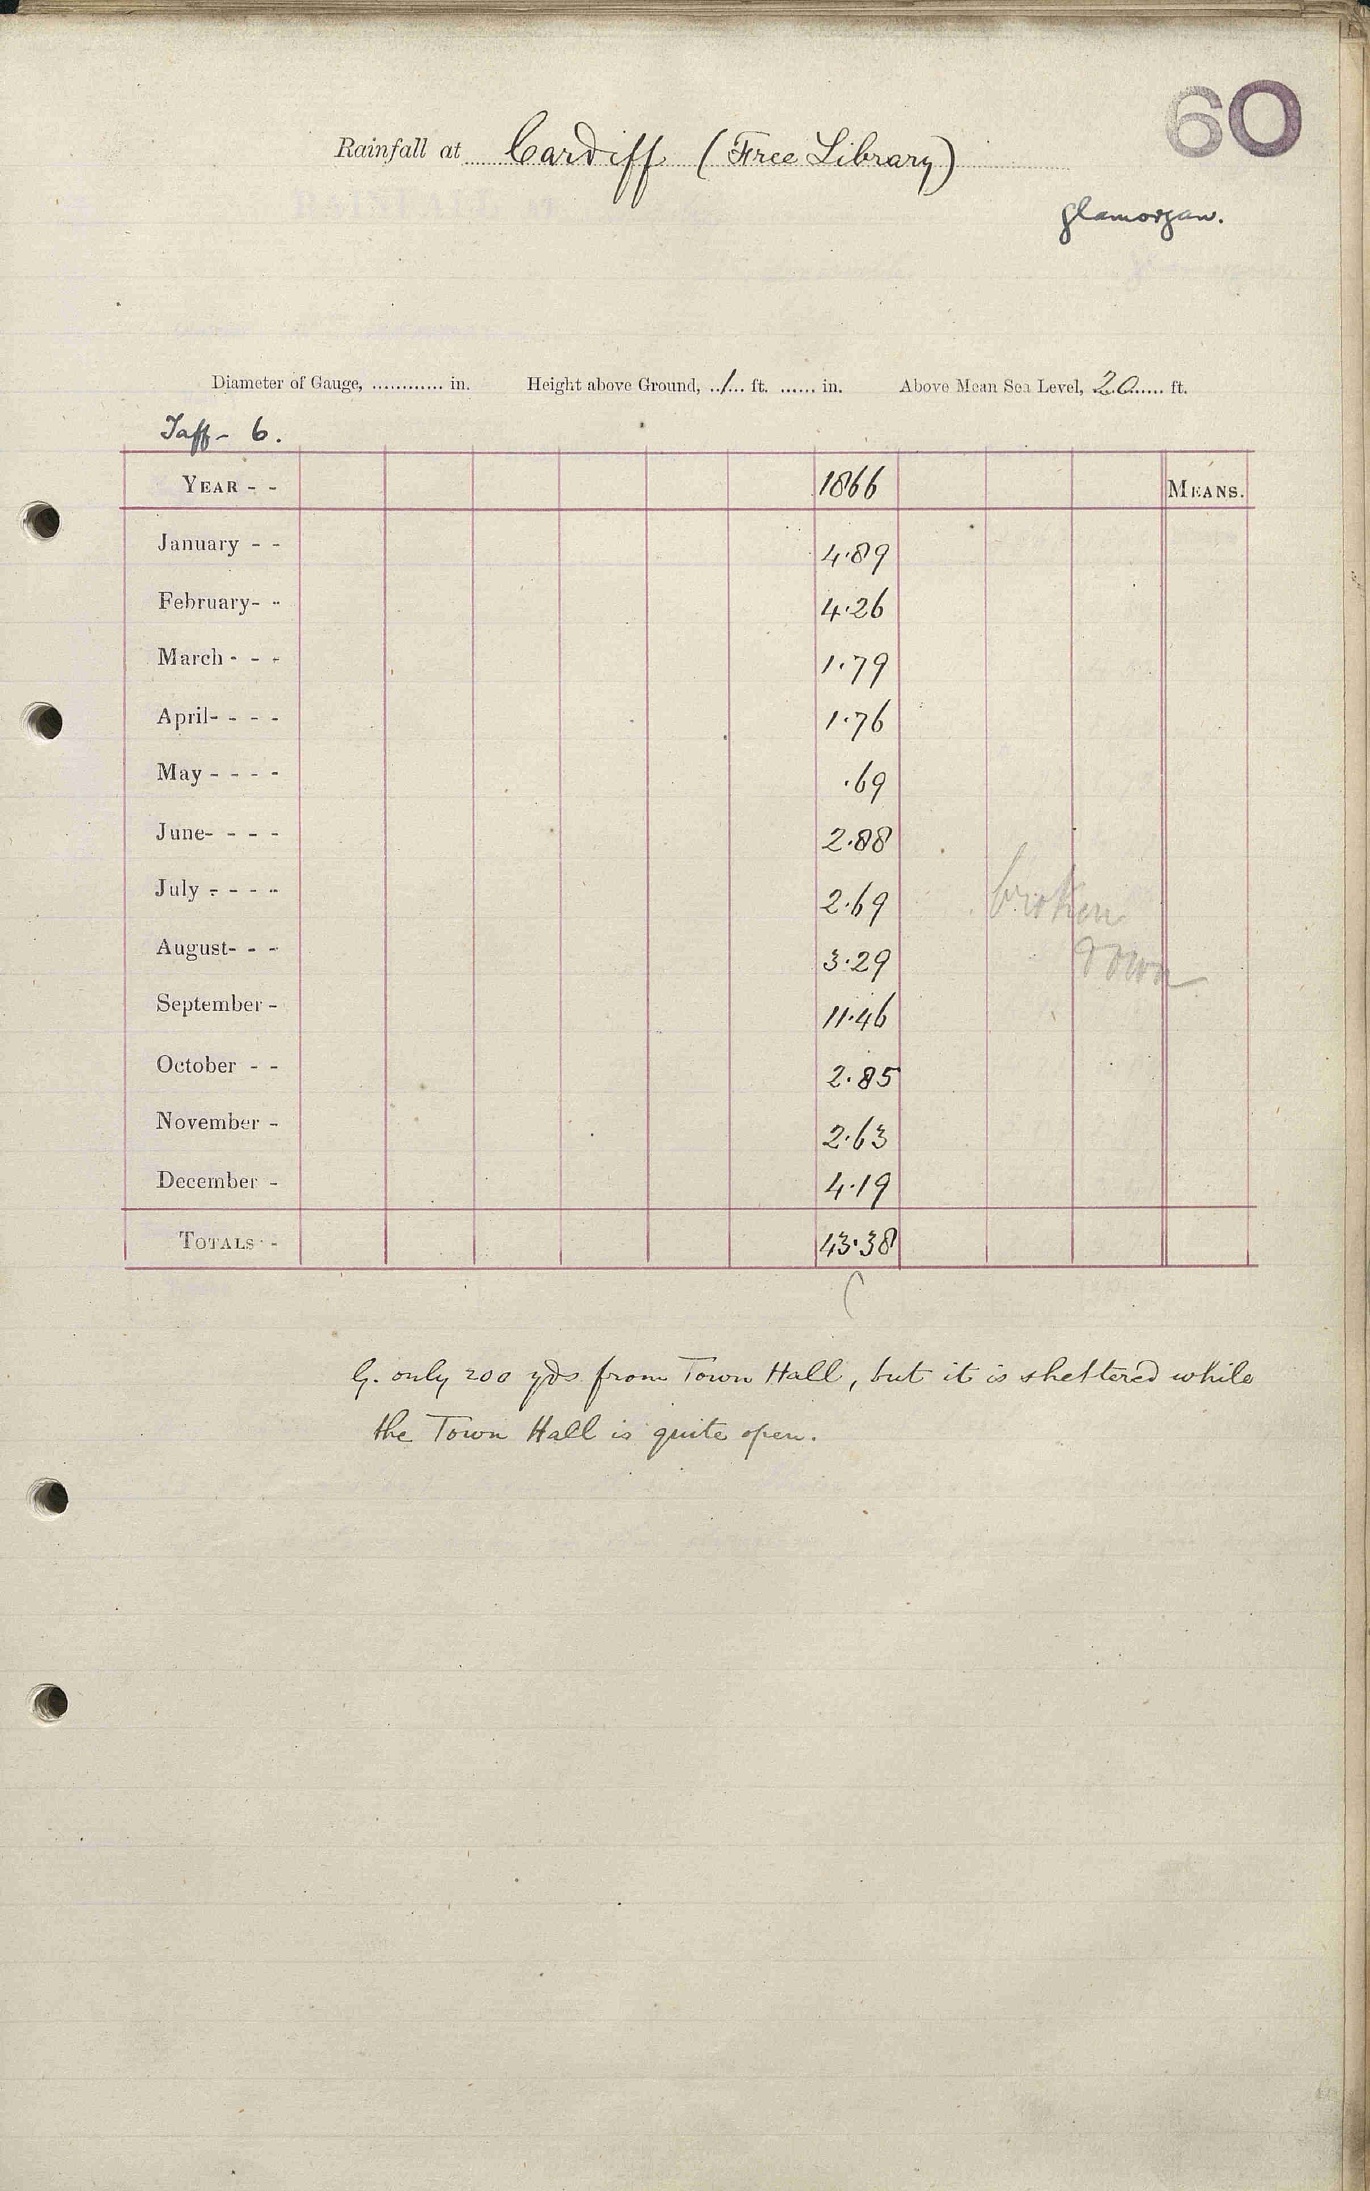 60
Rainfall at Cardiff (Free Library)
Glamorgan.
Diameter of Gauge, ............ in. Height above Ground, ..1... ft. ...... in. Above Mean Sea Level, 20 ft.
Taff - 6.
YEAR - - 1866 MEANS.
January - - 4.89
February- - 4.26
March - - - 1.79
April- - - - 1.76
May - - - - .69
June- - - - 2.88
July - - - - 2.69
broken
August- - - 3.29
down
September - 11.46
October - - 2.85
November - 2.63
December - 4.19
TOTALS - 43.38
G. only 200 yds from Town Hall, but it is sheltered while
the Town Hall is quite open.